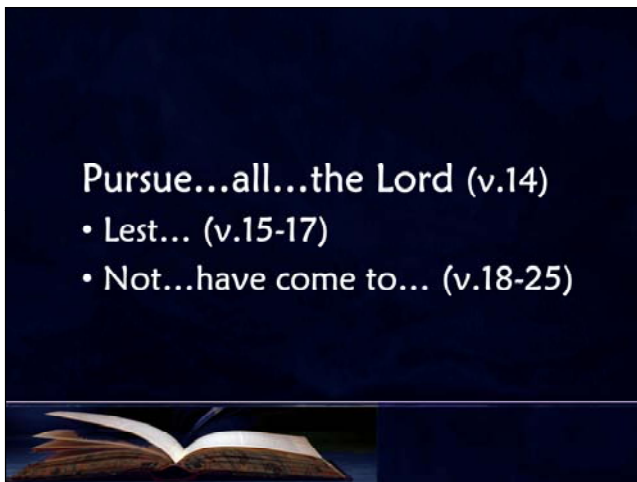 Pursue...all...the Lord (v.14)
• Lest... (v.15-17)
• Not...have come to... (v.18-25)